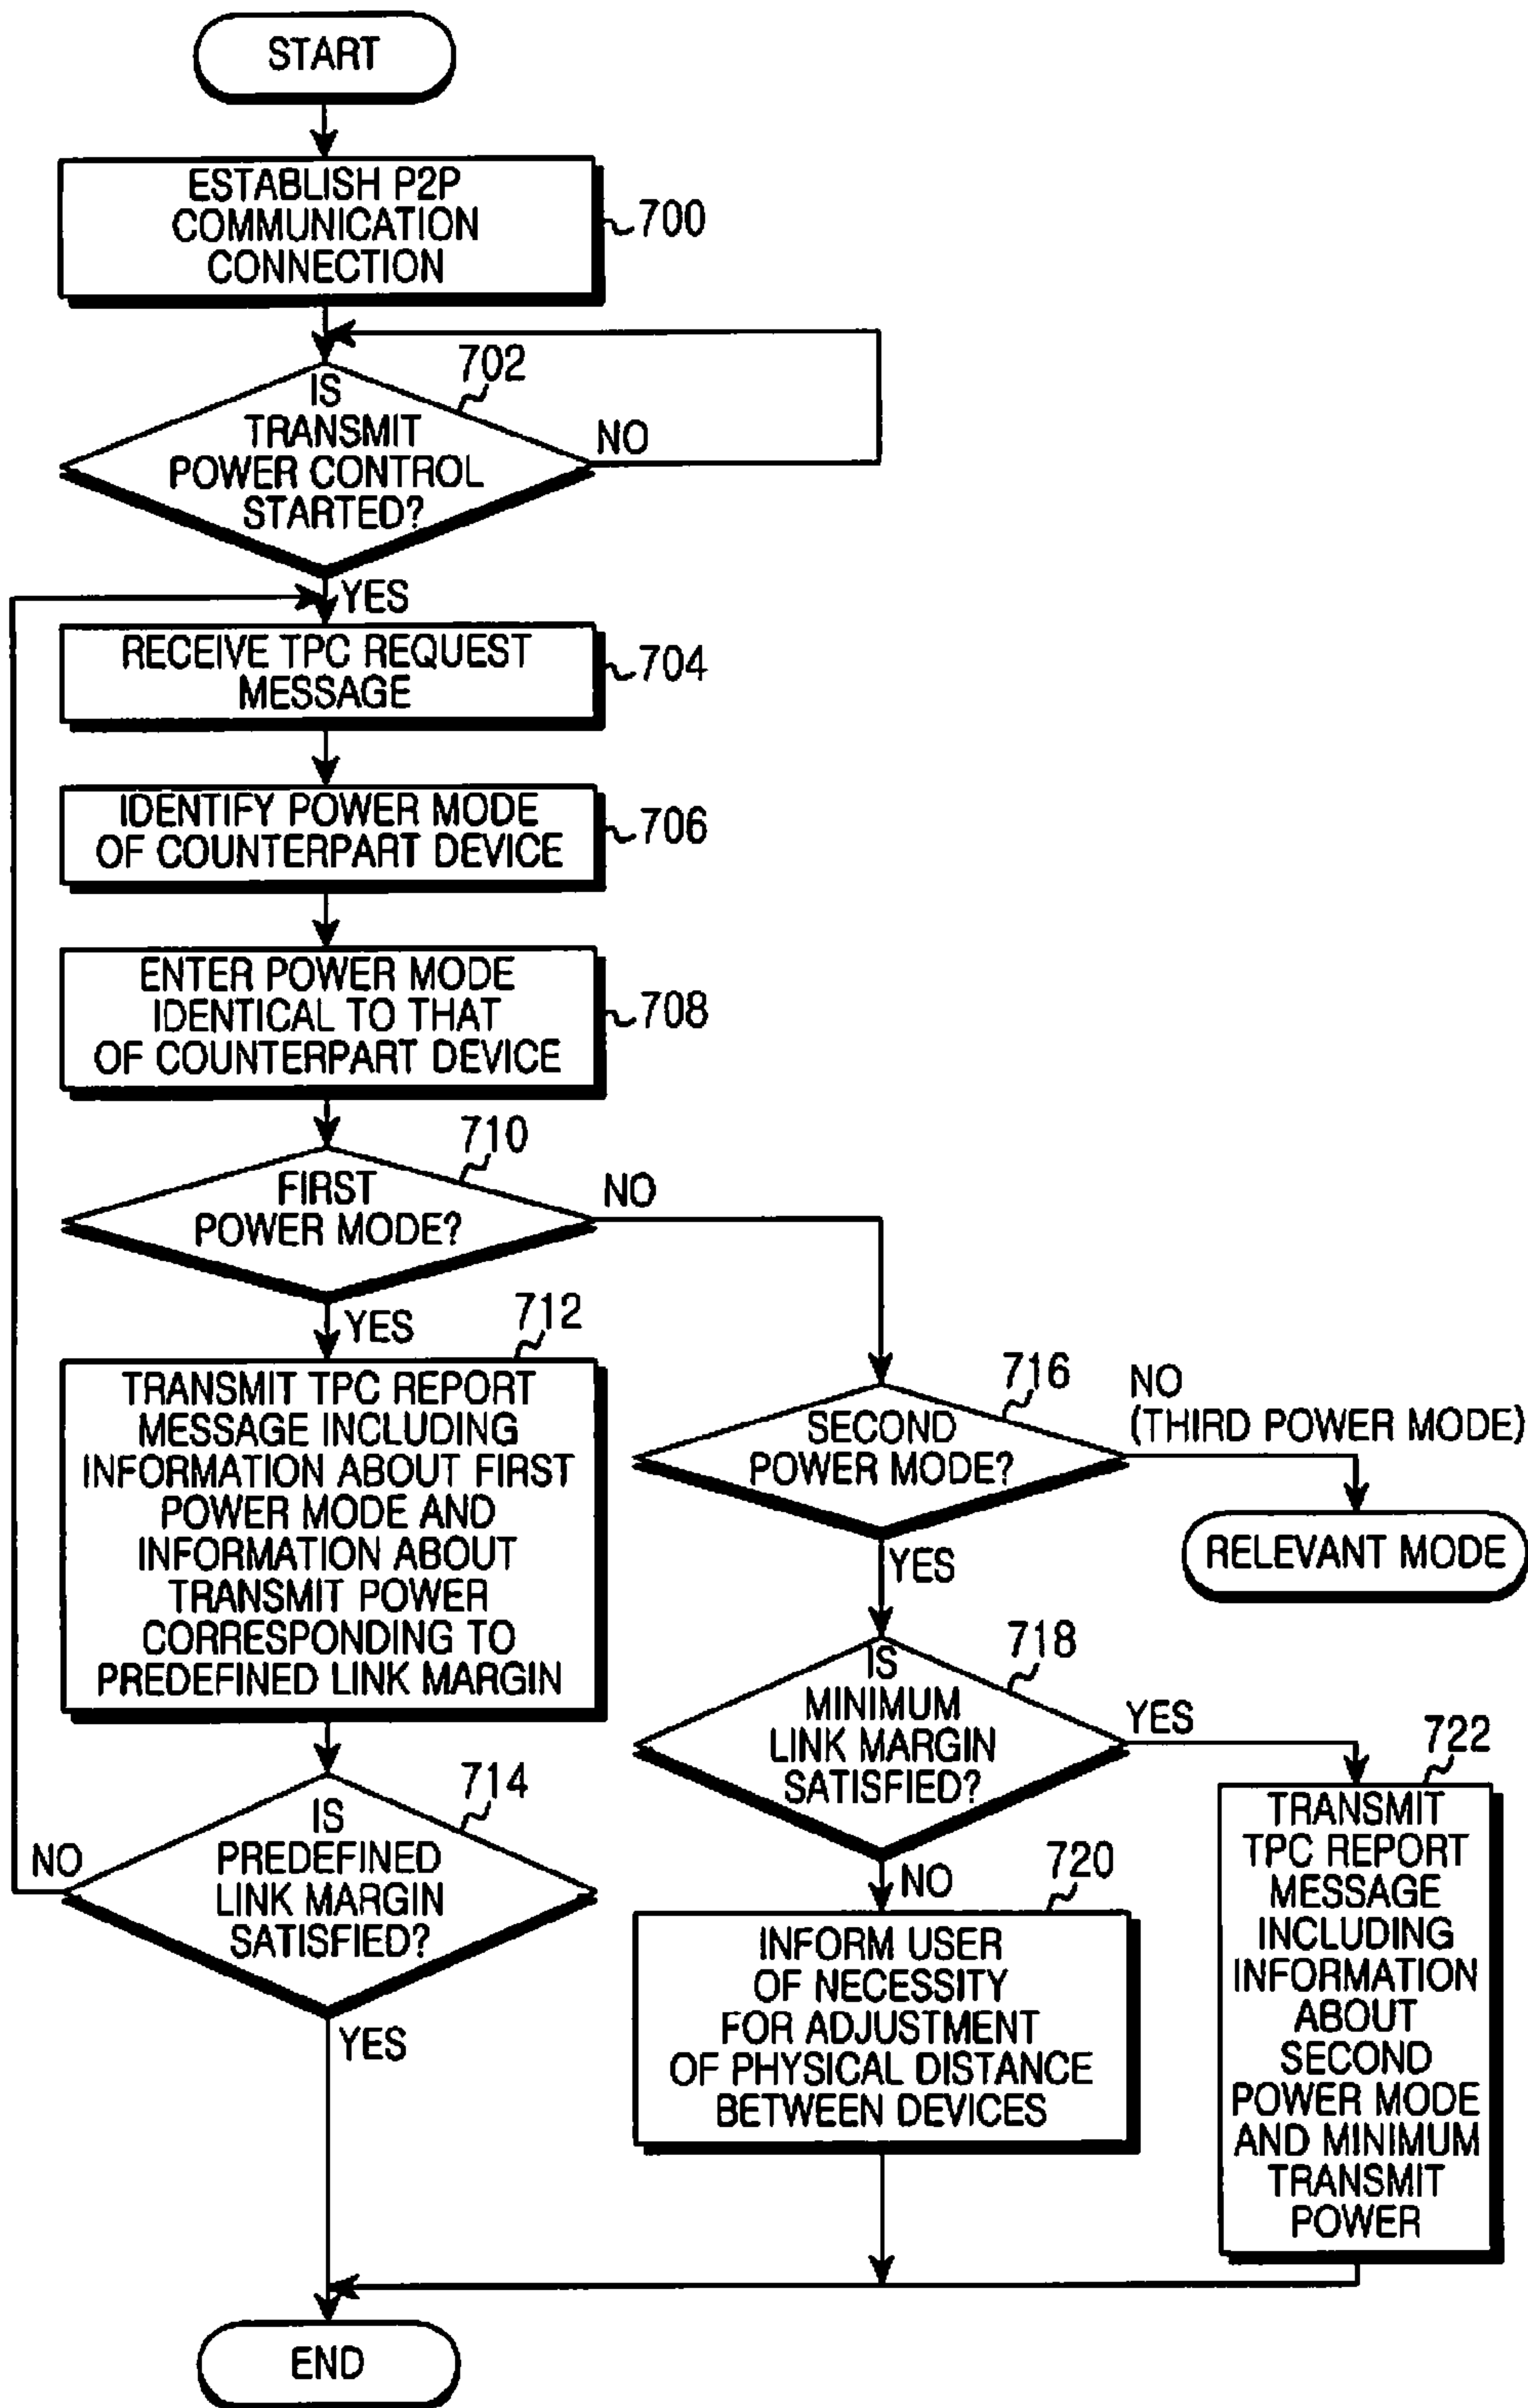 START
ESTABLISH P2P
COMMUNICATION
CONNECTION
700
702
IS
TRANSMIT
POWER CONTROL
STARTED?
NO
YES
RECEIVE TPC REQUEST
MESSAGE
704
IDENTIFY POWER MODE
OF COUNTERPART DEVICE
706
ENTER POWER MODE
IDENTICAL TO THAT
OF COUNTERPART DEVICE
708
710
FIRST
POWER MODE?
NO
YES
712
TRANSMIT TPC REPORT
MESSAGE INCLUDING
INFORMATION ABOUT FIRST
POWER MODE AND
INFORMATION ABOUT
TRANSMIT POWER
CORRESPONDING TO
PREDEFINED LINK MARGIN
714
IS
PREDEFINED
LINK MARGIN
SATISFIED?
NO
YES
716
SECOND
POWER MODE?
NO
(THIRD POWER MODE)
RELEVANT MODE
YES
718
IS
MINIMUM
LINK MARGIN
SATISFIED?
YES
NO
720
INFORM USER
OF NECESSITY
FOR ADJUSTMENT
OF PHYSICAL DISTANCE
BETWEEN DEVICES
722
TRANSMIT
TPC REPORT
MESSAGE
INCLUDING
INFORMATION
ABOUT
SECOND
POWER MODE
AND MINIMUM
TRANSMIT
POWER
END